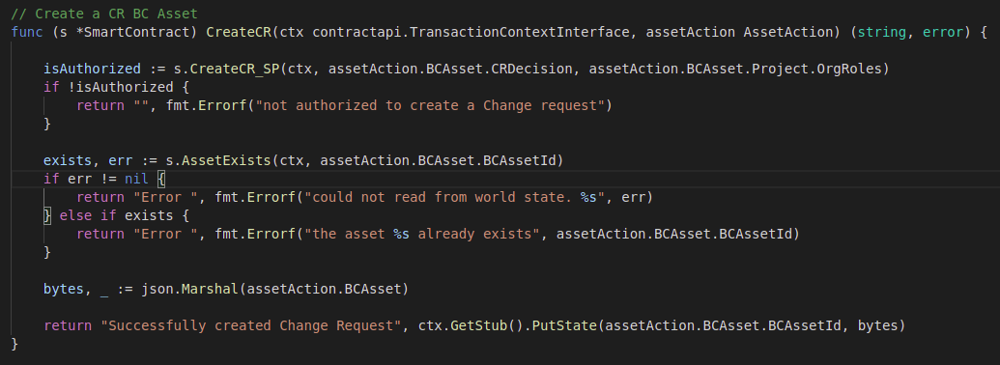 // Create a CR BC Asset
func (s *SmartContract) CreateCR(ctx contractapi.TransactionContextInterface, assetAction AssetAction) (string, error) {
isAuthorized := s.CreateCR_SP(ctx, assetAction.BCAsset.CRDecision, assetAction.BCAsset.Project.OrgRoles)
if !isAuthorized {
return "", fmt.Errorf("not authorized to create a Change request")
}
exists, err := s.AssetExists(ctx, assetAction.BCAsset.BCAssetId)
if err != nil {
return "Error ", fmt.Errorf("could not read from world state. %s", err)
} else if exists {
return "Error ", fmt.Errorf("the asset %s already exists", assetAction.BCAsset.BCAssetId)
}
bytes, _ := json.Marshal(assetAction.BCAsset)
return "Successfully created Change Request", ctx.GetStub().PutState(assetAction.BCAsset.BCAssetId, bytes)
}